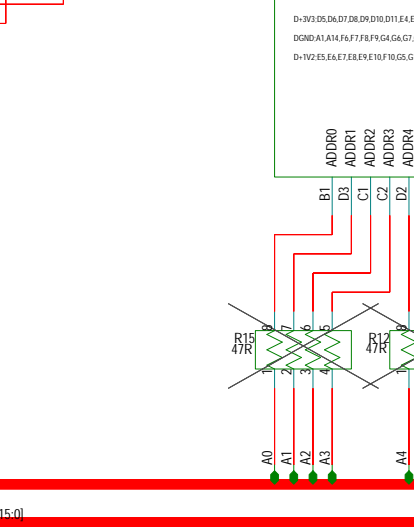 D+3V3:D5,D6,D7,D8,D9,D10,D11,E4,E
DGND:A1,A14,F6,F7,F8,F9,G4,G6,G7,
D+1V2:E5,E6,E7,E8,E9,E10,F10,G5,G
ADDR0 ADDR1 ADDR2 ADDR3 ADDR4
B1 D3 C1 C2 D2
8 7 6 5 8
R15 R12
47R 47R
1 2 3 4 1
A0 A1 A2 A3 A4
15:0]